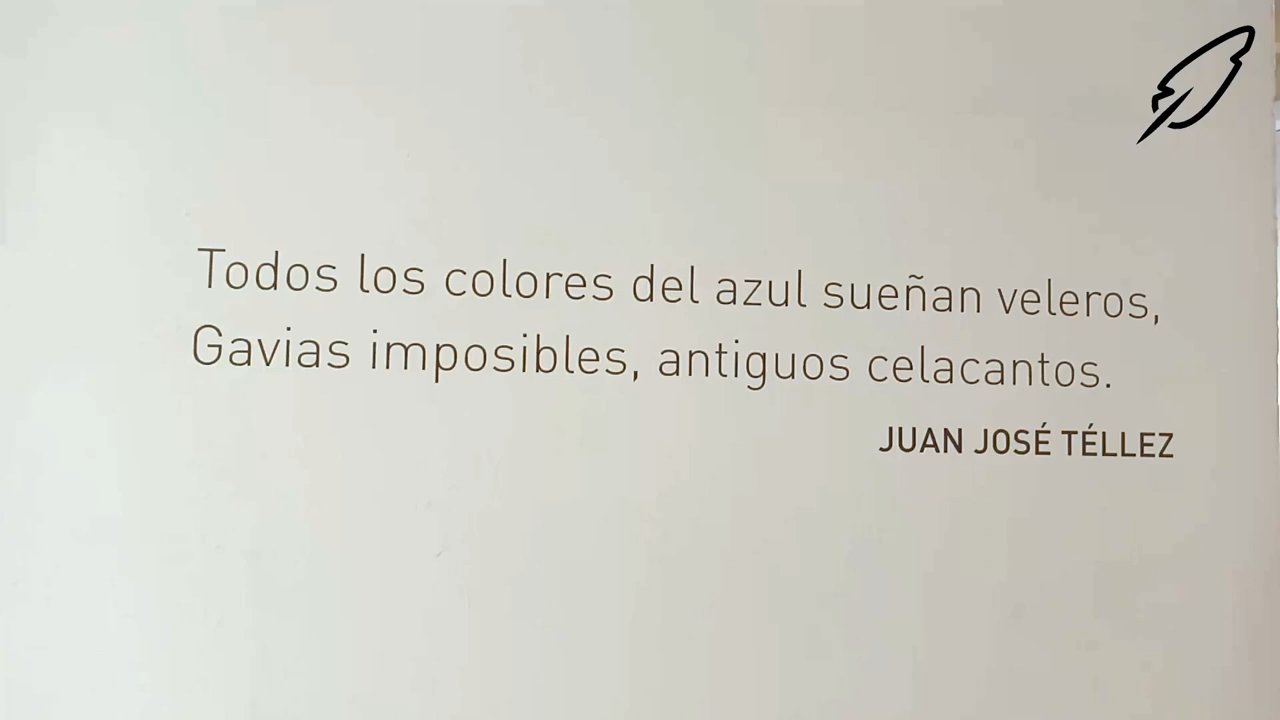 Todos los colores del azul sueñan veleros,
Gavias imposibles, antiguos celacantos.
JUAN JOSÉ TÉLLEZ